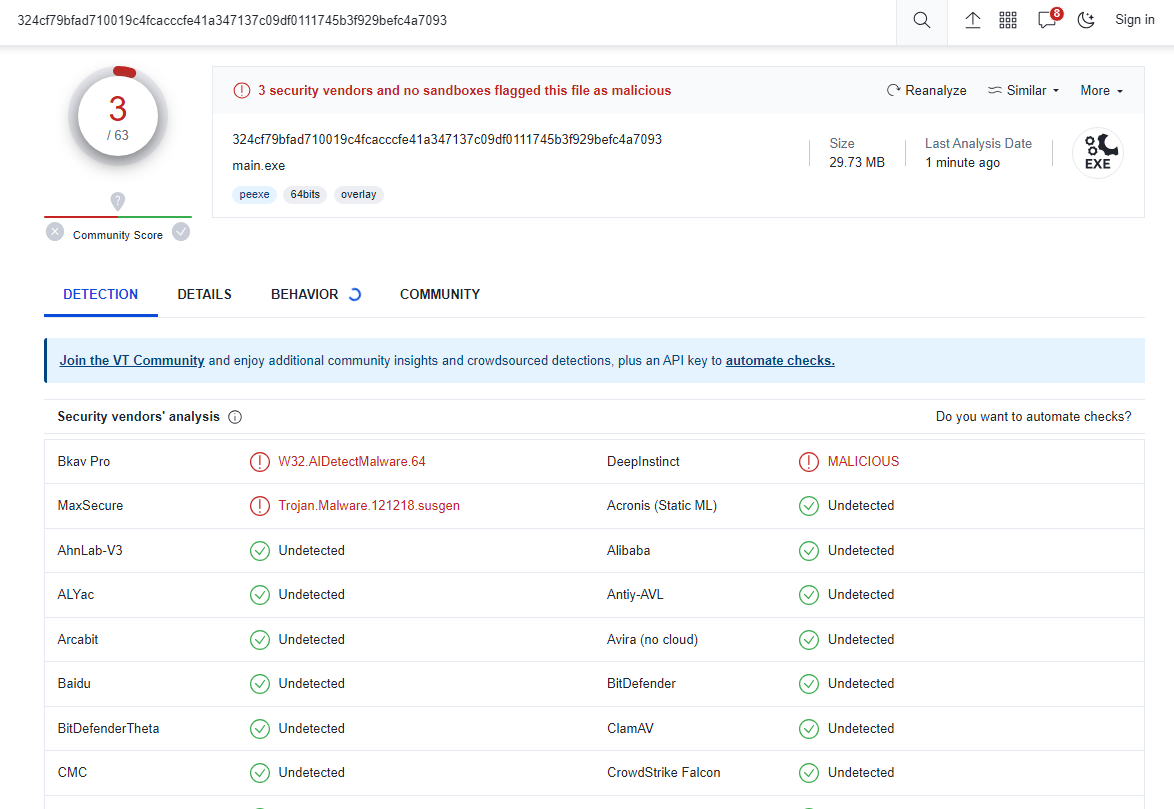 324cf79bfad710019c4fcacccfe41a347137c09df0111745b3f929befc4a7093
8
Sign in
3
/ 63
?
Community Score
3 security vendors and no sandboxes flagged this file as malicious
Reanalyze
Similar
More
324cf79bfad710019c4fcacccfe41a347137c09df0111745b3f929befc4a7093
main.exe
peexe
64bits
overlay
Size
29.73 MB
Last Analysis Date
1 minute ago
EXE
DETECTION
DETAILS
BEHAVIOR
COMMUNITY
Join the VT Community and enjoy additional community insights and crowdsourced detections, plus an API key to automate checks.
Security vendors' analysis
Do you want to automate checks?
Bkav Pro
W32.AIDetectMalware.64
DeepInstinct
MALICIOUS
MaxSecure
Trojan.Malware.121218.susgen
Acronis (Static ML)
Undetected
AhnLab-V3
Undetected
Alibaba
Undetected
ALYac
Undetected
Antiy-AVL
Undetected
Arcabit
Undetected
Avira (no cloud)
Undetected
Baidu
Undetected
BitDefender
Undetected
BitDefenderTheta
Undetected
ClamAV
Undetected
CMC
Undetected
CrowdStrike Falcon
Undetected